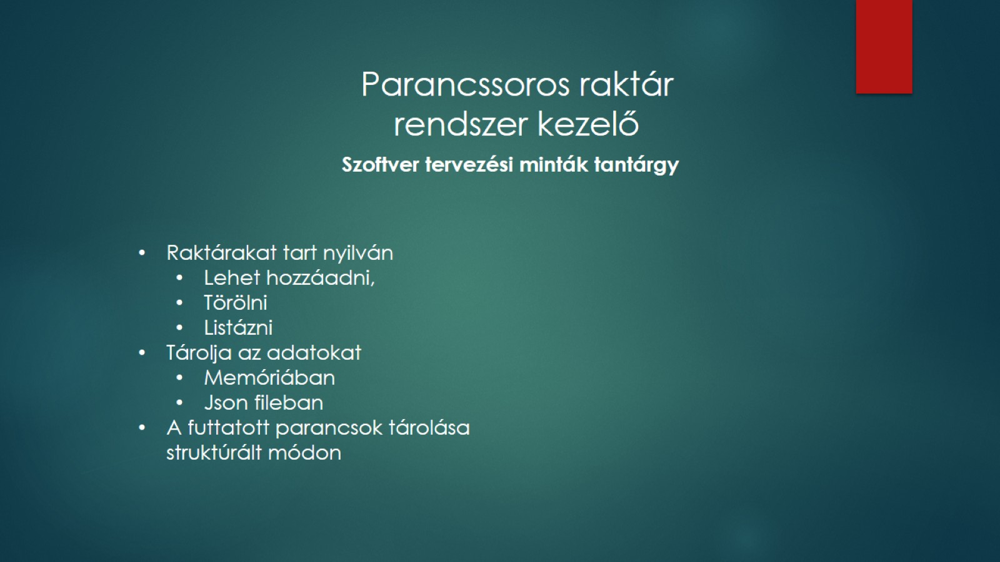 Parancssoros raktár
rendszer kezelő
Szoftver tervezési minták tantárgy
• Raktárakat tart nyilván
• Lehet hozzáadni,
• Törölni
• Listázni
• Tárolja az adatokat
• Memóriában
• Json fileban
• A futtatott parancsok tárolása
struktúrált módon